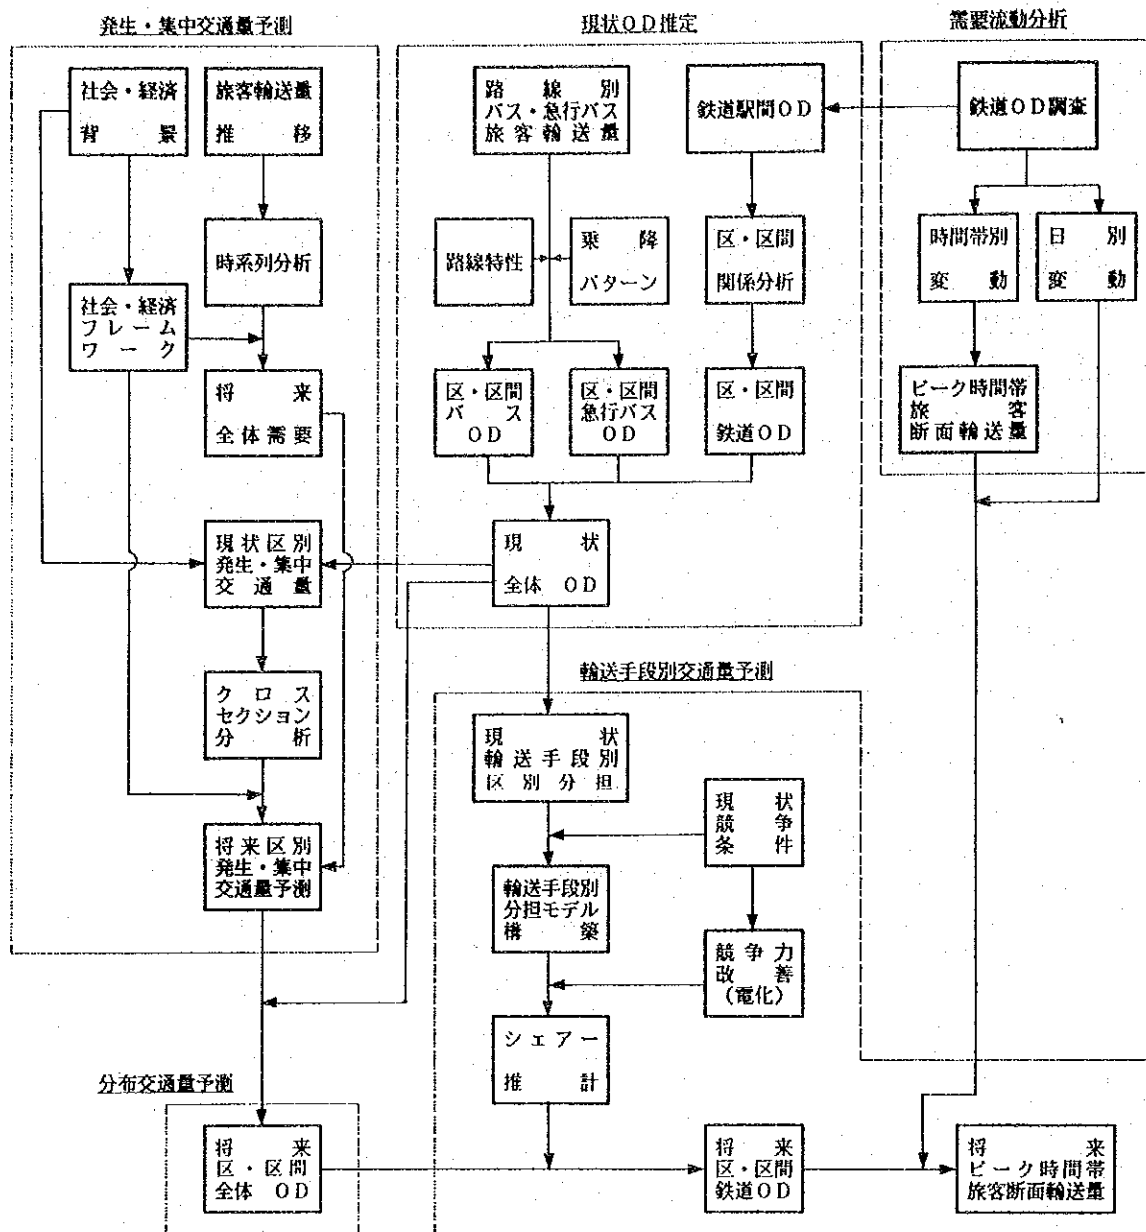 発生・集中交通量予測
社会・経済
背景
旅客輸送量
推移
時系列分析
社会・経済
フレーム
ワーク
将来
全体需要
現状区別
発生・集中
交通量
クロス
セクション
分析
将来区別
発生・集中
交通量予測
現状OD推定
路線別
バス・急行バス
旅客輸送量
鉄道駅間OD
路線特性
乗降
パターン
区・区間
関係分析
区・区間
バス
OD
区・区間
急行バス
OD
区・区間
鉄道OD
現状
全体 OD
需要流動分析
鉄道OD調査
時間帯別
変動
日別
変動
ピーク時間帯
旅客
断面輸送量
輸送手段別交通量予測
現状
輸送手段別
区別分担
現状
競争
条件
輸送手段別
分担モデル
構築
競争力
改善
(電化)
シェアー
推計
分布交通量予測
将来
区・区間
全体 OD
将来
区・区間
鉄道OD
将来
ピーク時間帯
旅客断面輸送量